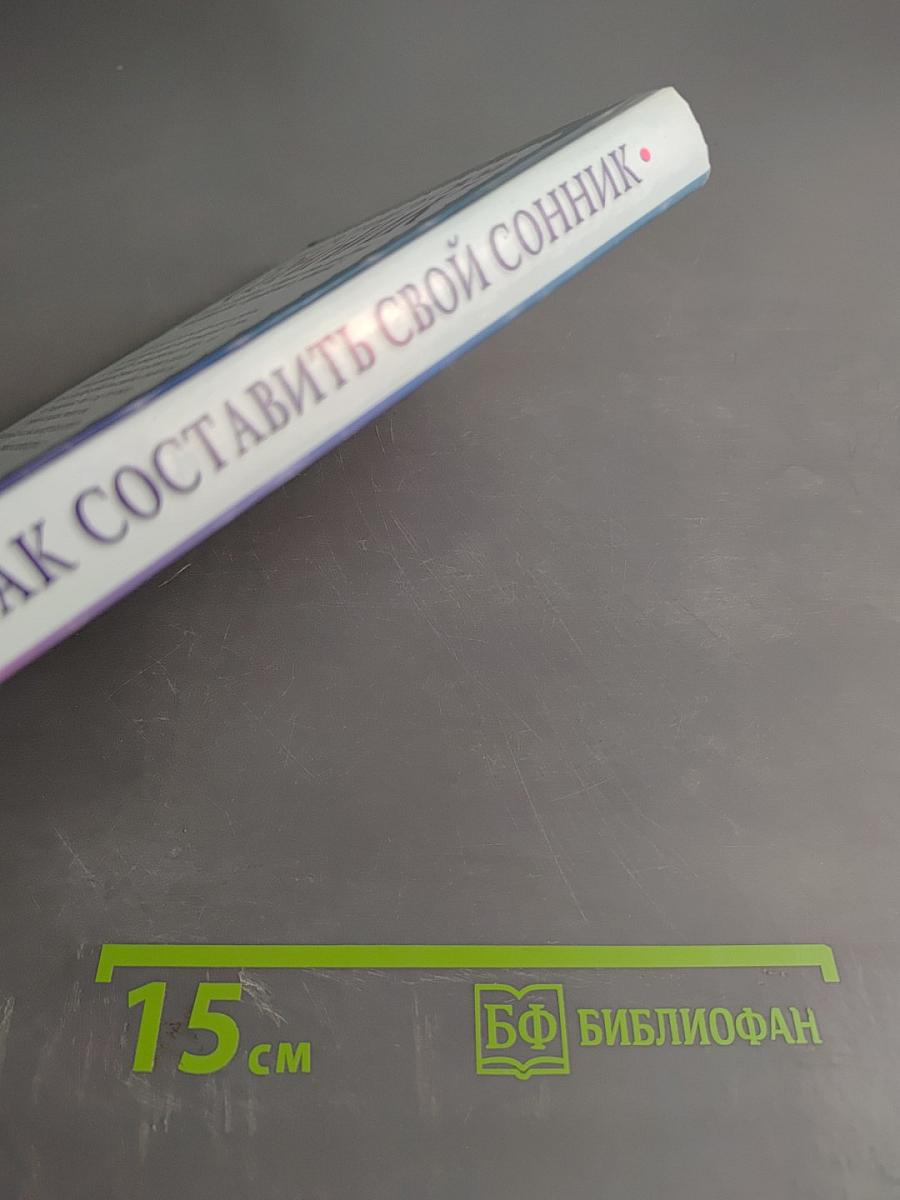 АК СОСТАВИТЬ СВОЙ СОННИК •
15 см
БФ БИБЛИОФАН